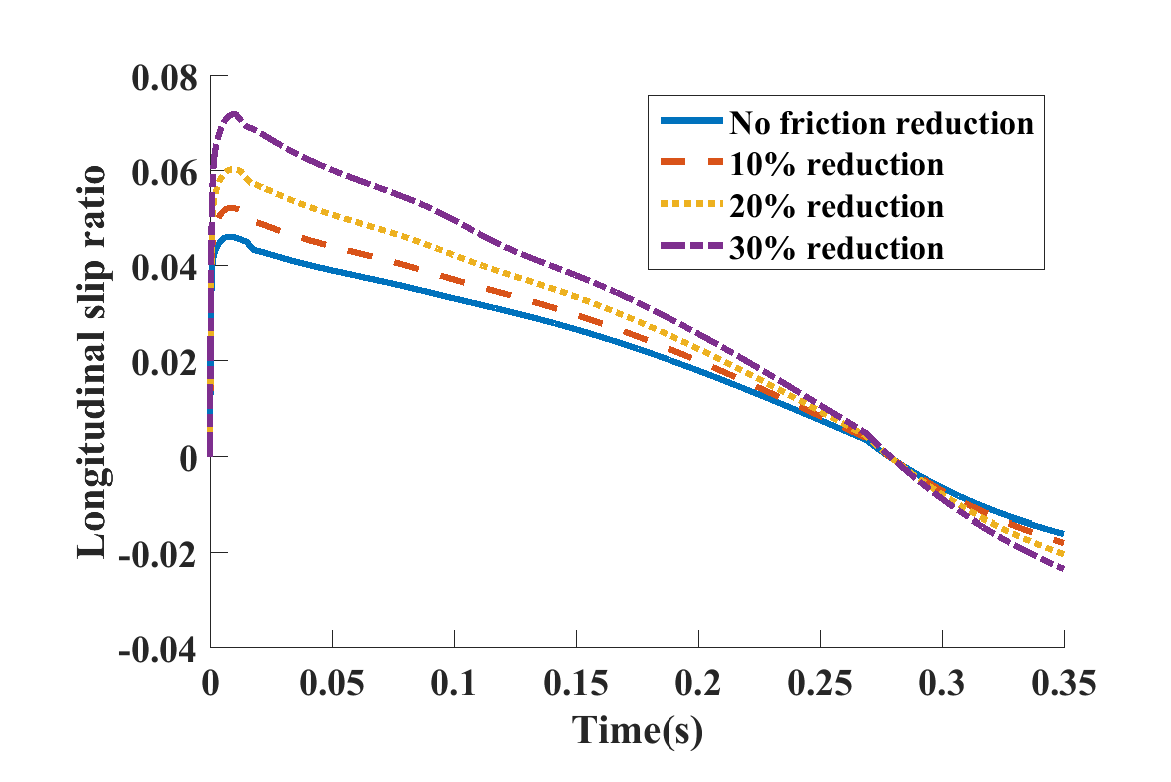 0.08
0.06
0.04
0.02
0
-0.02
-0.04
Longitudinal slip ratio
No friction reduction
10% reduction
20% reduction
30% reduction
0 0.05 0.1 0.15 0.2 0.25 0.3 0.35
Time(s)